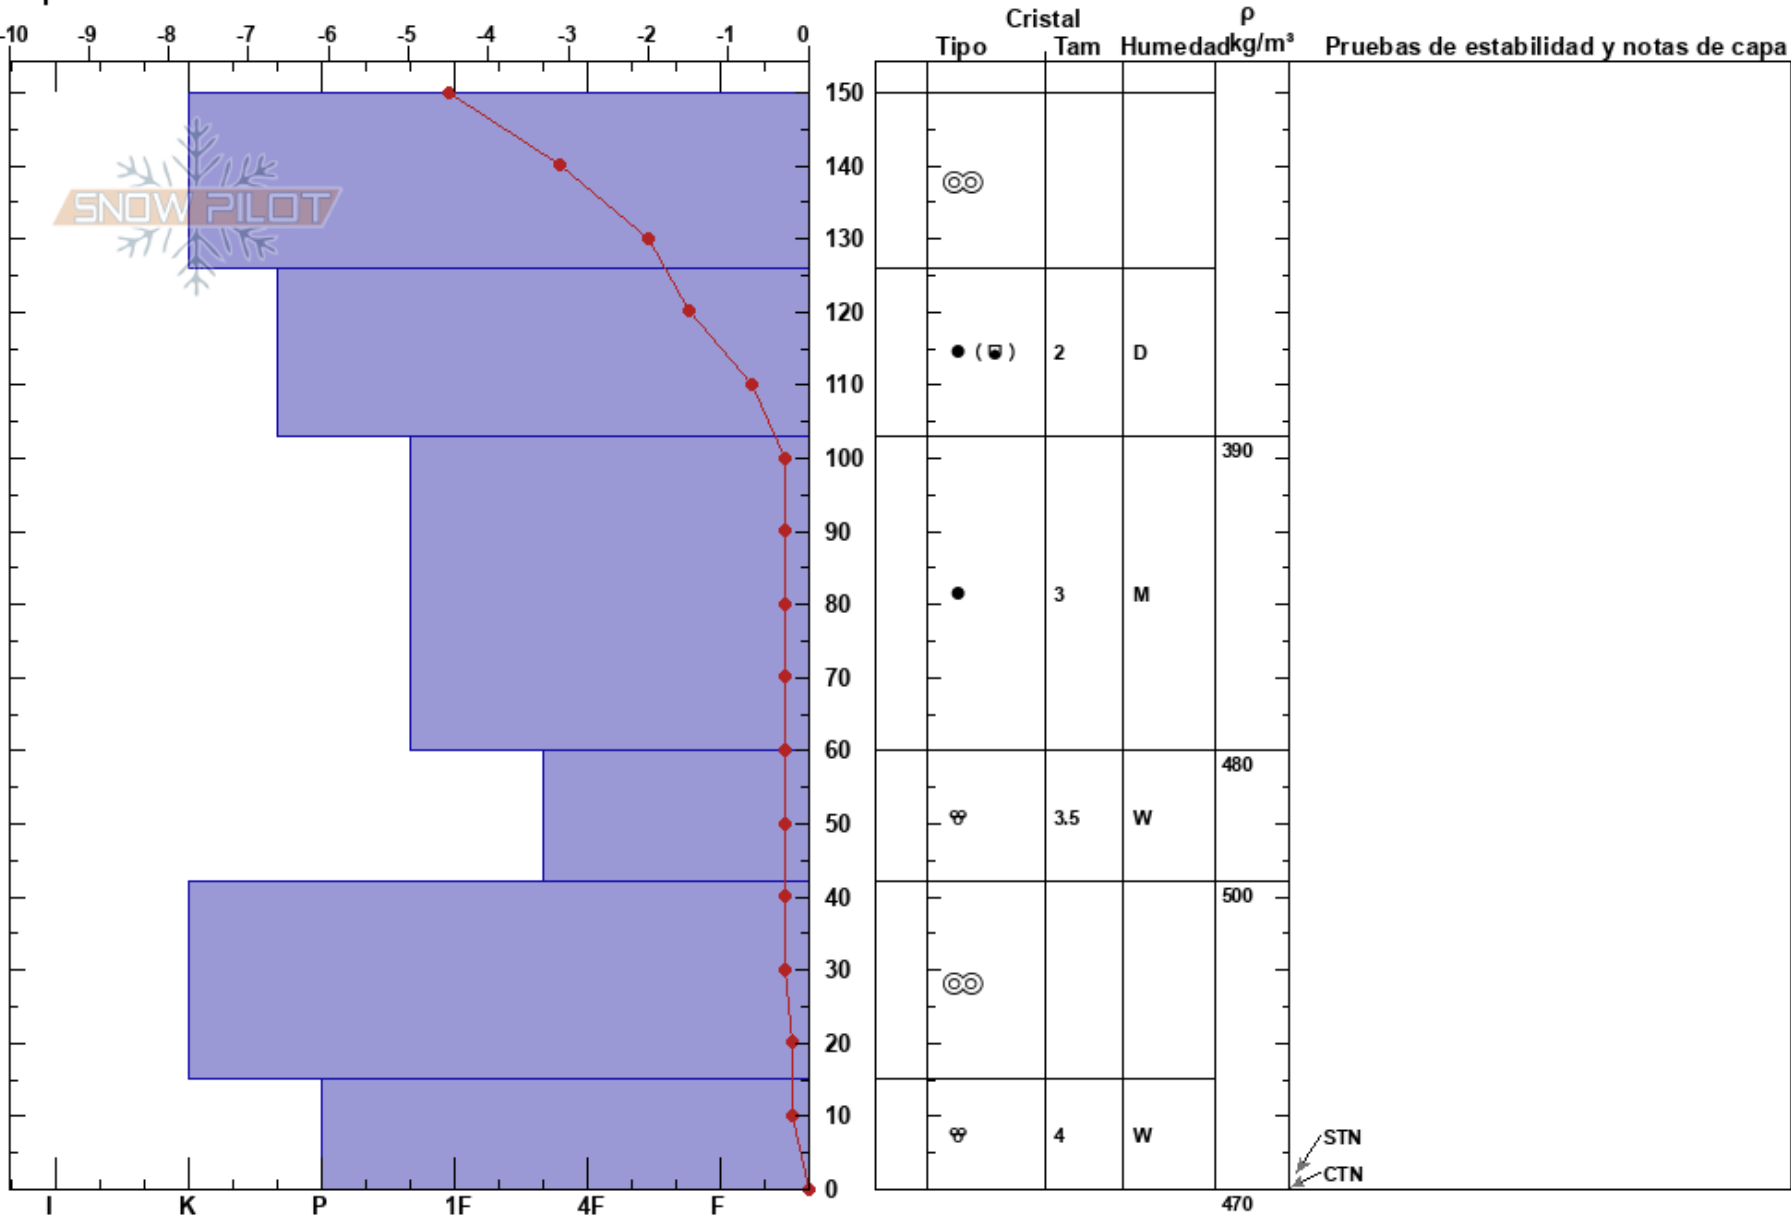 Cristal ρ
-10 -9 -8 -7 -6 -5 -4 -3 -2 -1 0 Tipo Tam Humedad kg/m³ Pruebas de estabilidad y notas de capa
150
140
SNOW PILOT
130
120
● ( ) 2 D
110
100 390
90
80 ● 3 M
70
60 480
50 3.5 W
40 500
30
20
10 4 W STN
CTN
0
I K P 1F 4F F 470